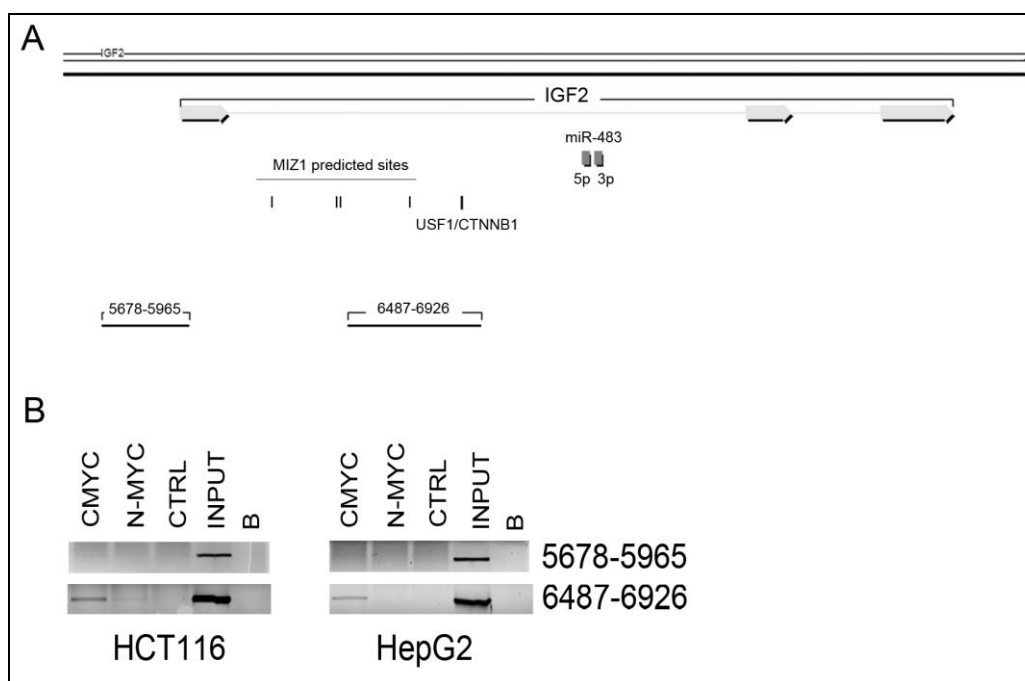 A
IGF2
IGF2
miR-483
5p 3p
MIZ1 predicted sites
I II I I
USF1/CTNNB1
5678-5965
6487-6926
B
CMYC N-MYC CTRL INPUT B
CMYC N-MYC CTRL INPUT B
5678-5965
6487-6926
HCT116
HepG2